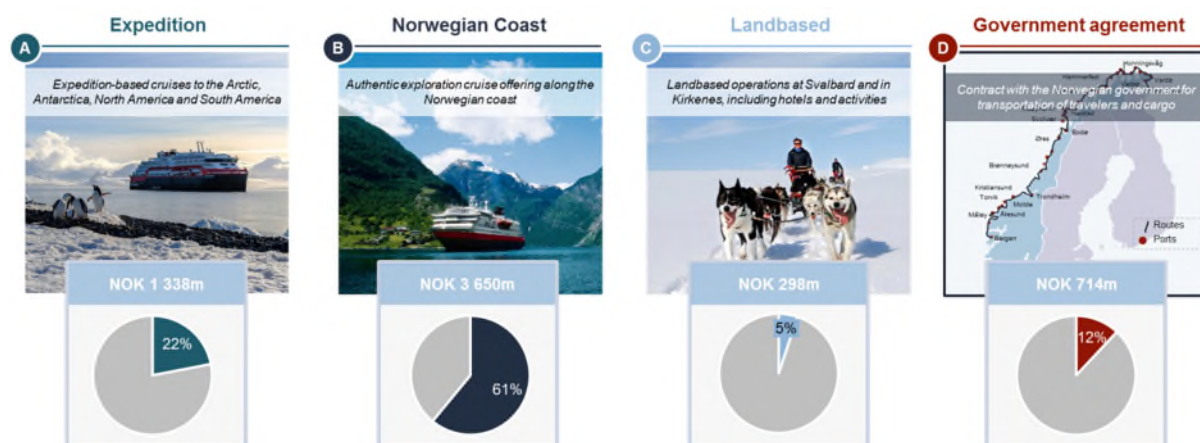 A
Expedition
Expedition-based cruises to the Arctic,
Antarctica, North America and South America
NOK 1 338m
22%
B
Norwegian Coast
Authentic exploration cruise offering along the
Norwegian coast
NOK 3 650m
61%
C
Landbased
Landbased operations at Svalbard and in
Kirkenes, including hotels and activities
NOK 298m
5%
D
Government agreement
Contract with the Norwegian government for
transportation of travelers and cargo
Honningsvåg
Hammerfest
Vardø
Bodø
Ørnes
Brønnøysund
Kristiansund
Trondheim
Torvik
Molde
Måløy
Ålesund
Bergen
Routes
Ports
NOK 714m
12%